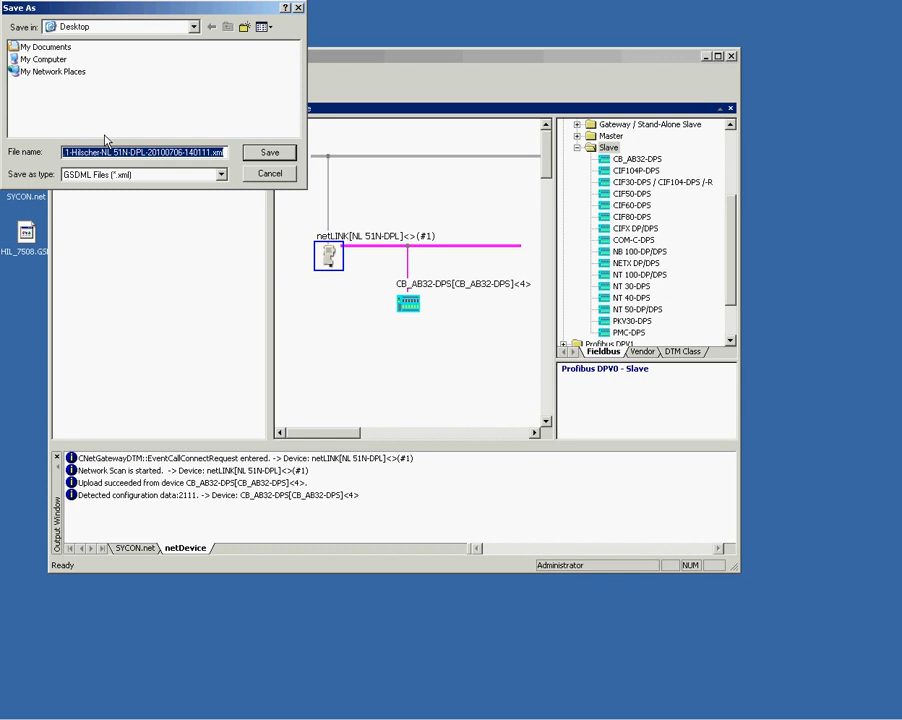 Save As
Save in:
Desktop
My Documents
My Computer
My Network Places
File name:
1-Hilscher-NL 51N-DPL-20100706-140111.xml
Save
Save as type:
GSDML Files (*.xml)
Cancel
SYCON.net
HIL_7508.GS
netLINK[NL 51N-DPL]<>(#1)
CB_AB32-DPS[CB_AB32-DPS]<4>
Gateway / Stand-Alone Slave
Master
Slave
CB_AB32-DPS
CIF104P-DPS
CIF30-DPS / CIF104-DPS /-R
CIF50-DPS
CIF60-DPS
CIF80-DPS
CIFX DP/DPS
COM-C-DPS
NB 100-DP/DPS
NETX DP/DPS
NT 100-DP/DPS
NT 30-DPS
NT 40-DPS
NT 50-DP/DPS
PKV30-DPS
PMC-DPS
Profibus DPV1
Fieldbus
Vendor
DTM Class
Profibus DPV0 - Slave
CNetGatewayDTM::EventCallConnectRequest entered. -> Device: netLINK[NL 51N-DPL]<>(#1)
Network Scan is started. -> Device: netLINK[NL 51N-DPL]<>(#1)
Upload succeeded from device CB_AB32-DPS[CB_AB32-DPS]<4>.
Detected configuration data:2111. -> Device: CB_AB32-DPS[CB_AB32-DPS]<4>
Output Window
SYCON.net
netDevice
Ready
Administrator
NUM